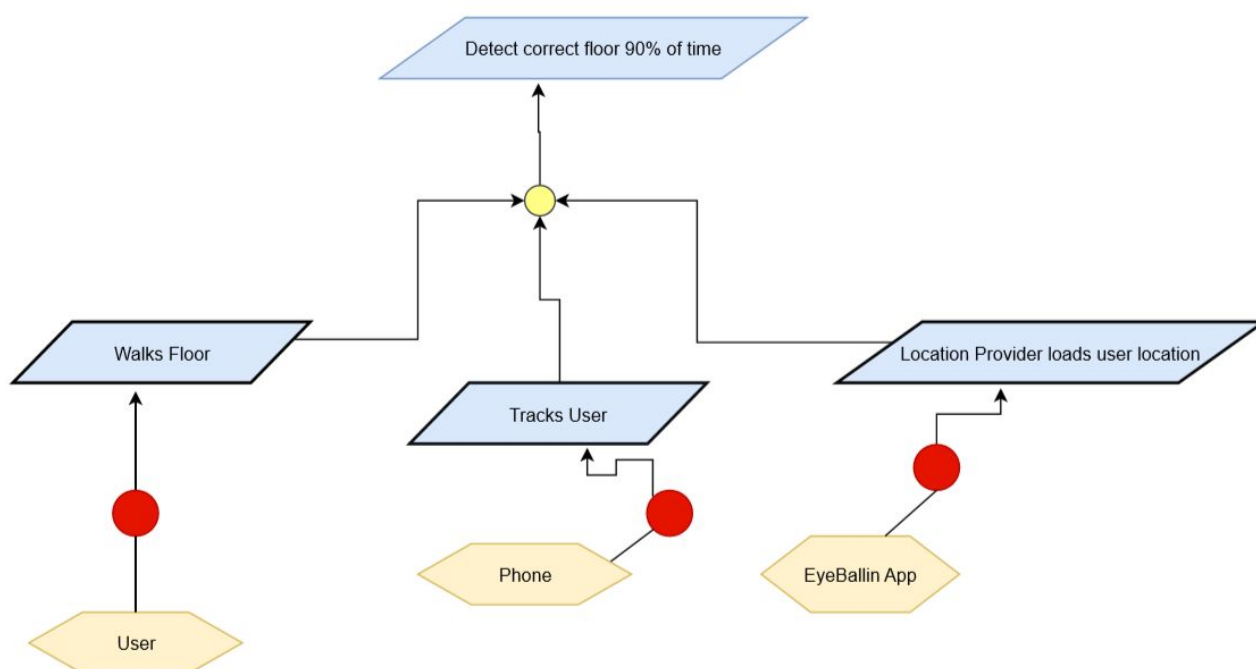 Detect correct floor 90% of time
Walks Floor
Location Provider loads user location
Tracks User
Phone
EyeBallin App
User